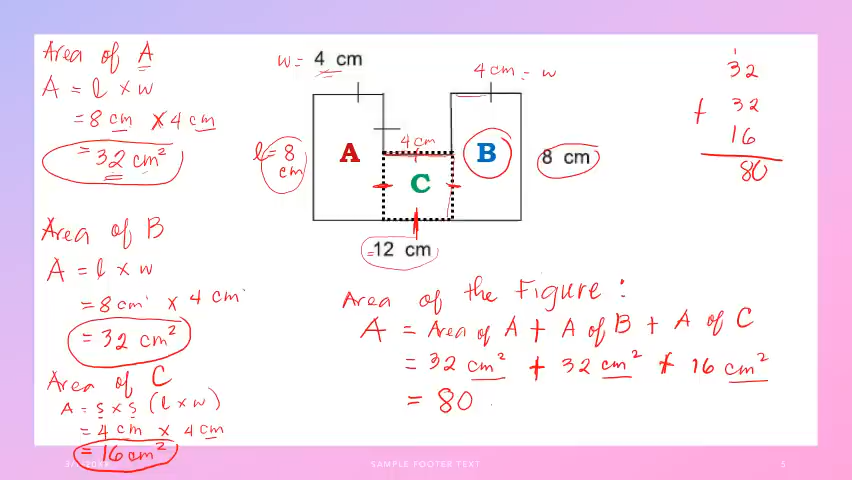 Area of A
A = l x w
= 8 cm x 4 cm
= 32 cm²
Area of B
A = l x w
= 8 cm x 4 cm
= 32 cm²
Area of C
A = s x s (l x w)
= 4 cm x 4 cm
= 16 cm²
w = 4 cm
4 cm = w
4 cm
l = 8 cm
A
B
C
8 cm
= 12 cm
1
32
+ 32
16
80
Area of the Figure:
A = Area of A + A of B + A of C
= 32 cm² + 32 cm² + 16 cm²
= 80
SAMPLE FOOTER TEXT